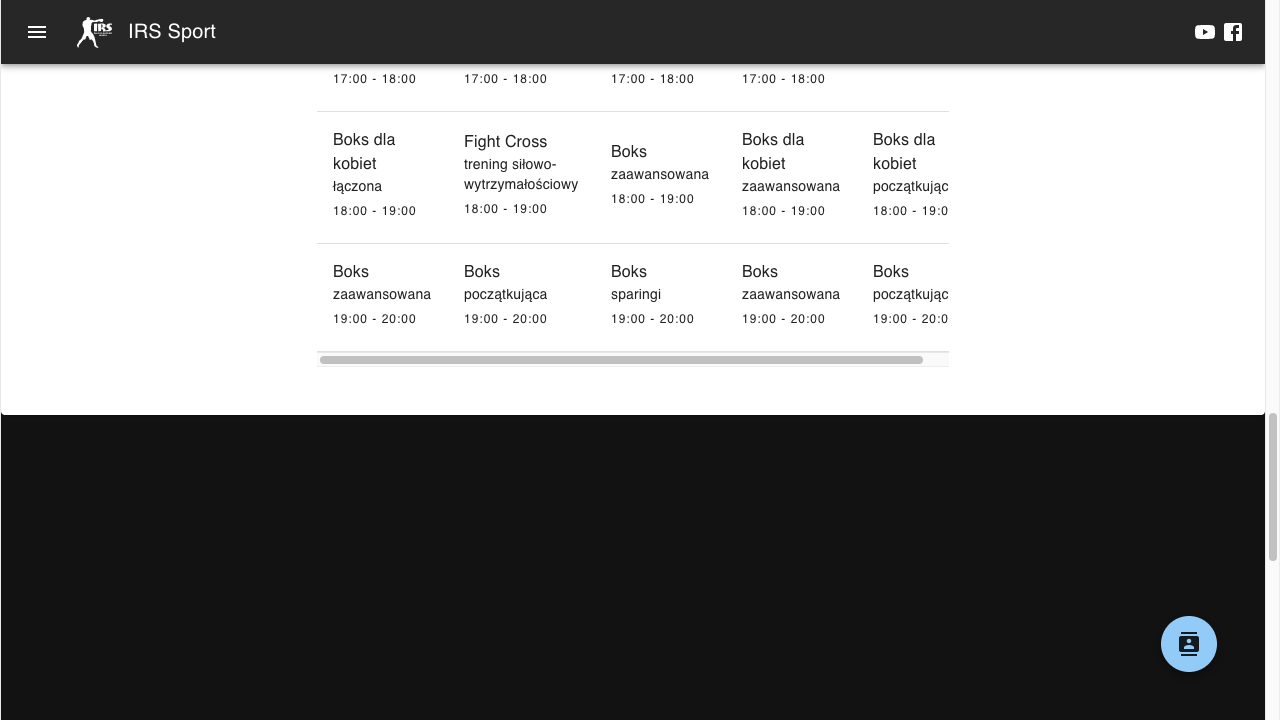 IRS
IRS Sport
17:00 - 18:00
17:00 - 18:00
17:00 - 18:00
17:00 - 18:00
Boks dla
kobiet
łączona
18:00 - 19:00
Fight Cross
trening siłowo-
wytrzymałościowy
18:00 - 19:00
Boks
zaawansowana
18:00 - 19:00
Boks dla
kobiet
zaawansowana
18:00 - 19:00
Boks dla
kobiet
początkując
18:00 - 19:0
Boks
zaawansowana
19:00 - 20:00
Boks
początkująca
19:00 - 20:00
Boks
sparingi
19:00 - 20:00
Boks
zaawansowana
19:00 - 20:00
Boks
początkując
19:00 - 20:0